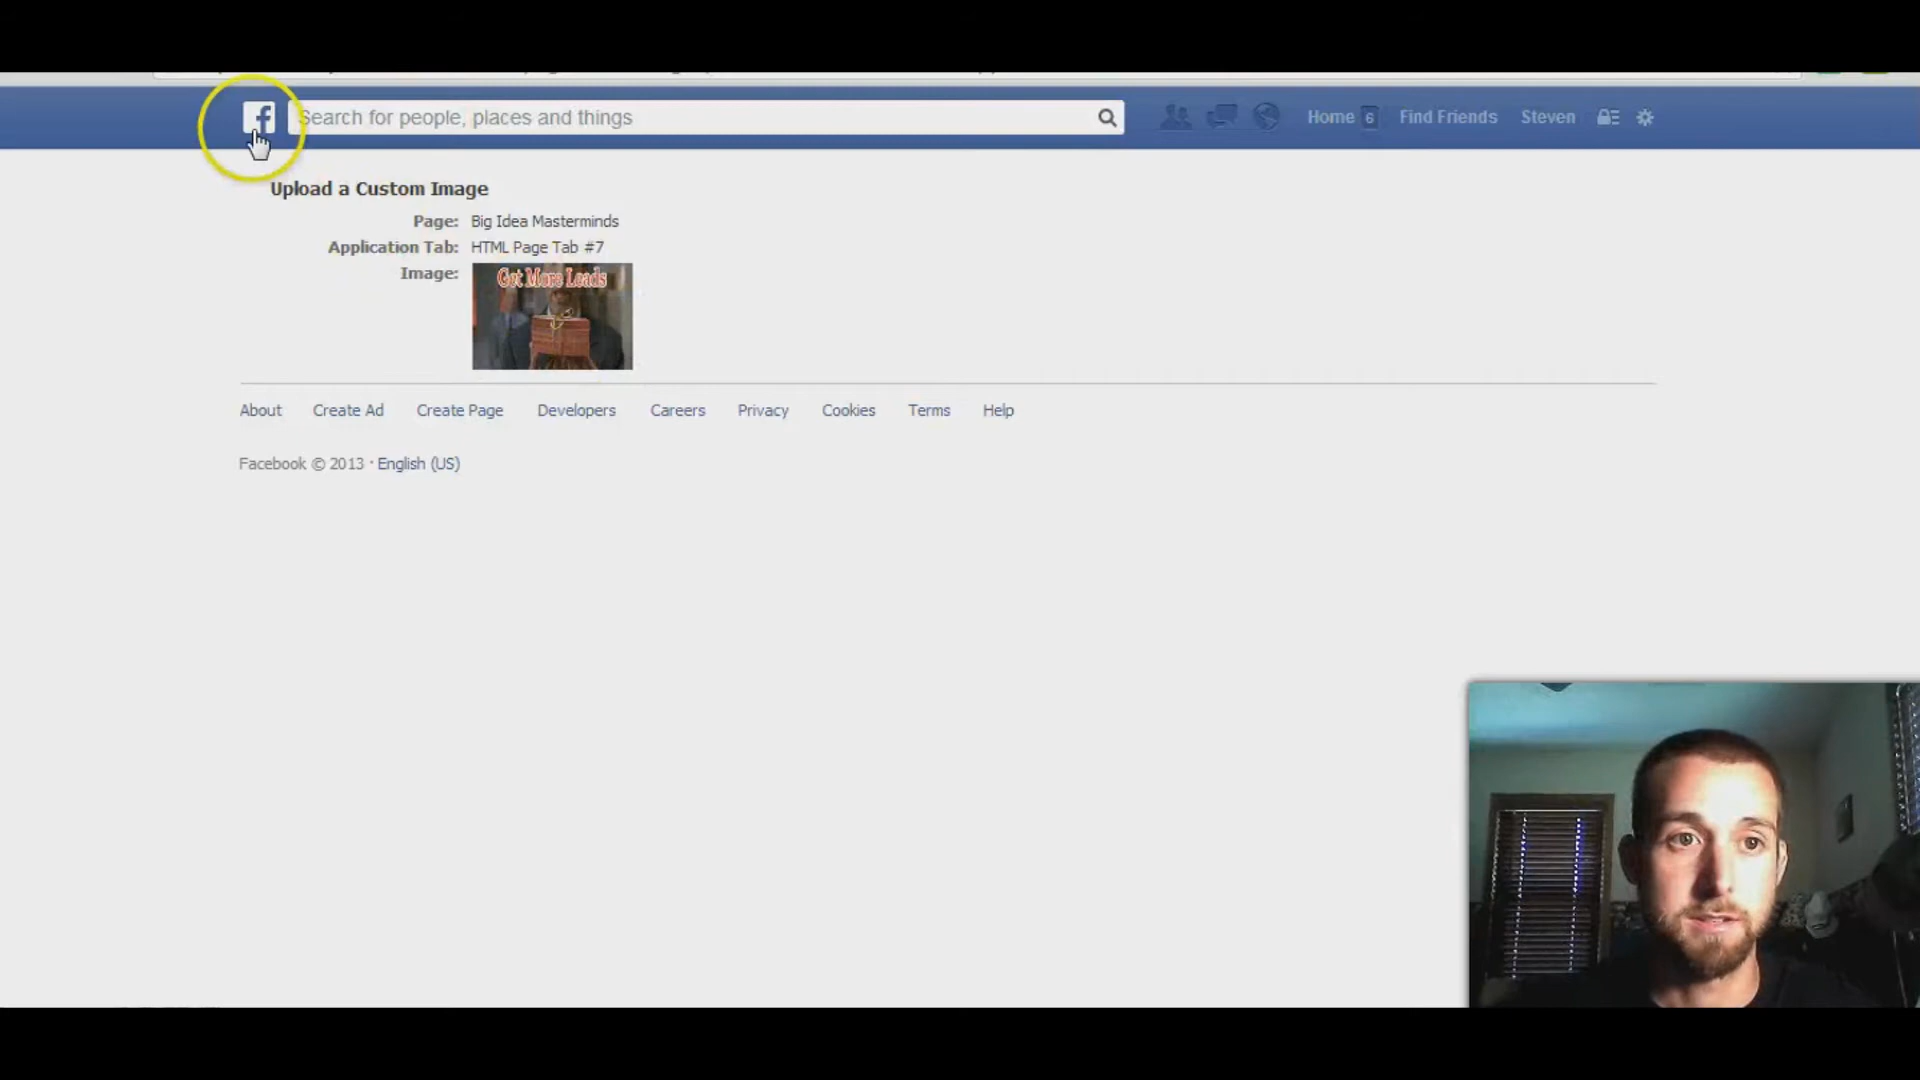 f Search for people, places and things Home 6 Find Friends Steven
Upload a Custom Image
Page: Big Idea Masterminds
Application Tab: HTML Page Tab #7
Image:
Get More Leads
About Create Ad Create Page Developers Careers Privacy Cookies Terms Help
Facebook © 2013 · English (US)